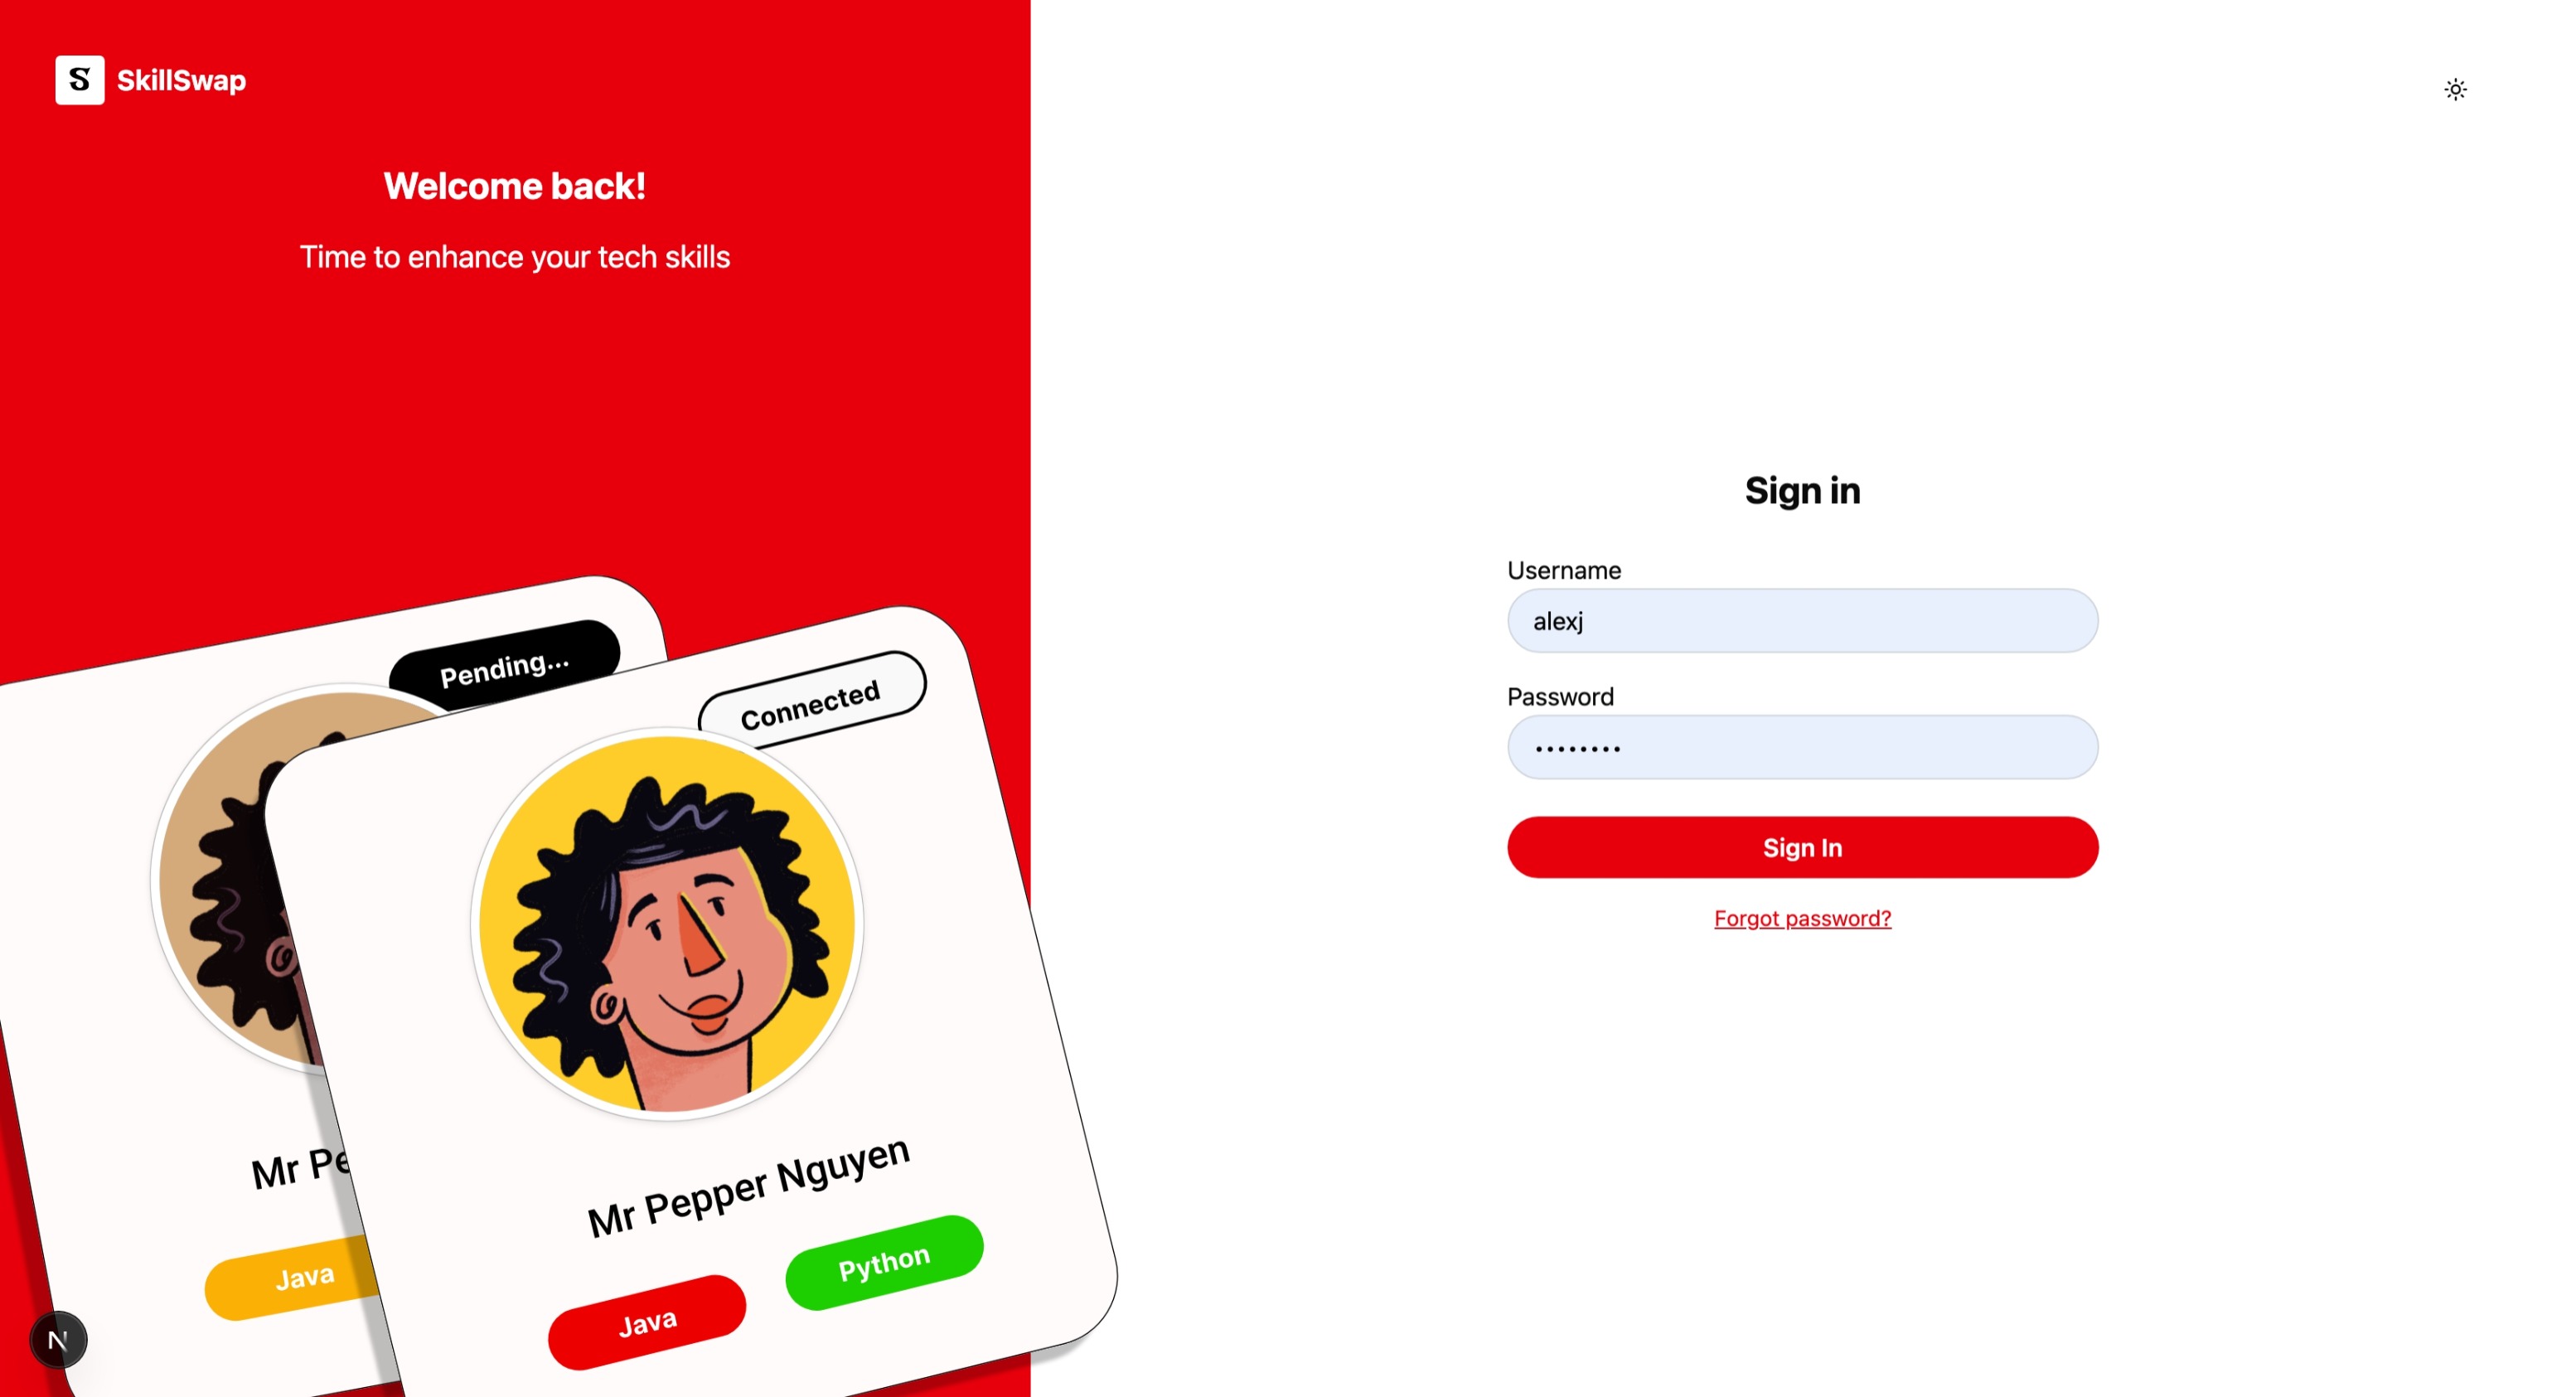 S SkillSwap
Welcome back!
Time to enhance your tech skills
Pending...
Connected
Mr Pe
Mr Pepper Nguyen
Java
Java
Python
N
Sign in
Username
alexj
Password
••••••••
Sign In
Forgot password?